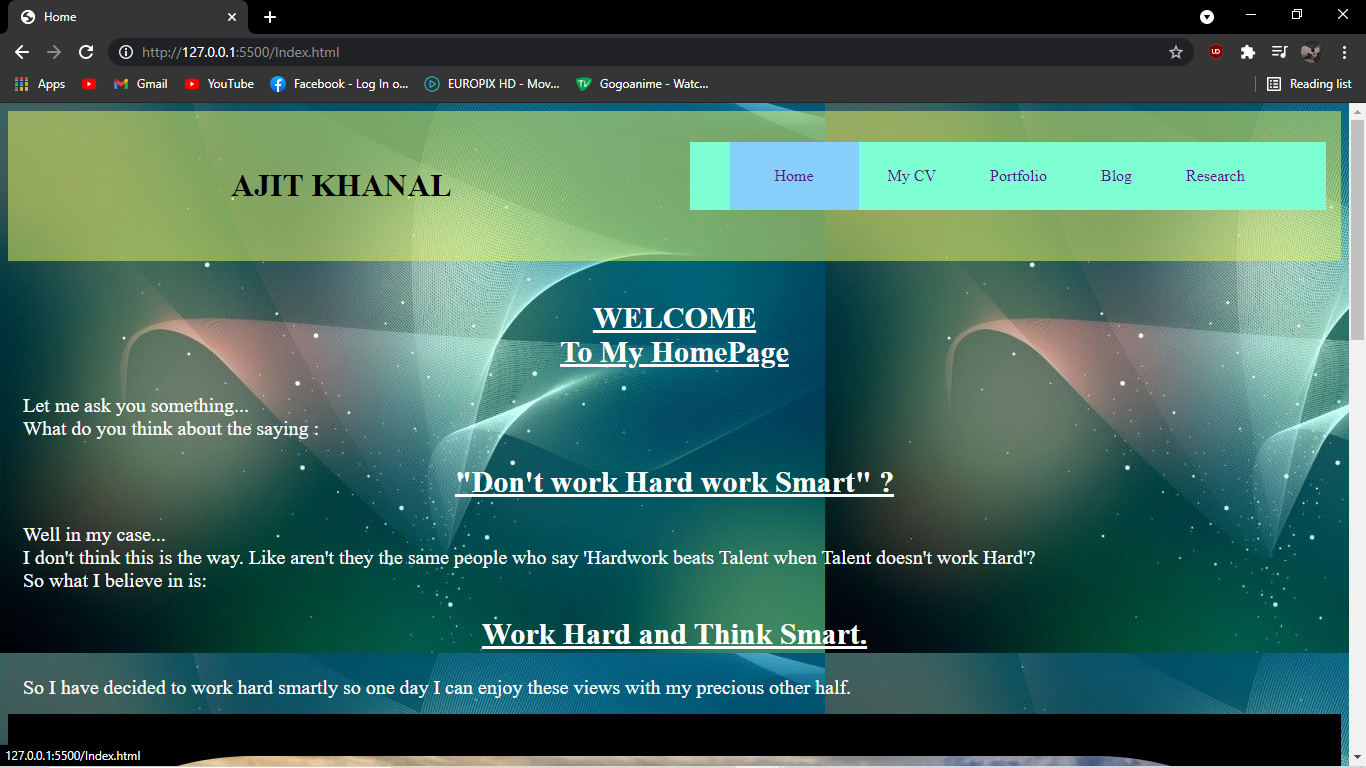 Home
http://127.0.0.1:5500/Index.html
Apps
Gmail
YouTube
Facebook - Log In o...
EUROPIX HD - Mov...
Gogoanime - Watc...
Reading list
AJIT KHANAL
Home
My CV
Portfolio
Blog
Research
WELCOME
To My HomePage
Let me ask you something...
What do you think about the saying :
"Don't work Hard work Smart" ?
Well in my case...
I don't think this is the way. Like aren't they the same people who say 'Hardwork beats Talent when Talent doesn't work Hard'?
So what I believe in is:
Work Hard and Think Smart.
So I have decided to work hard smartly so one day I can enjoy these views with my precious other half.
127.0.0.1:5500/Index.html